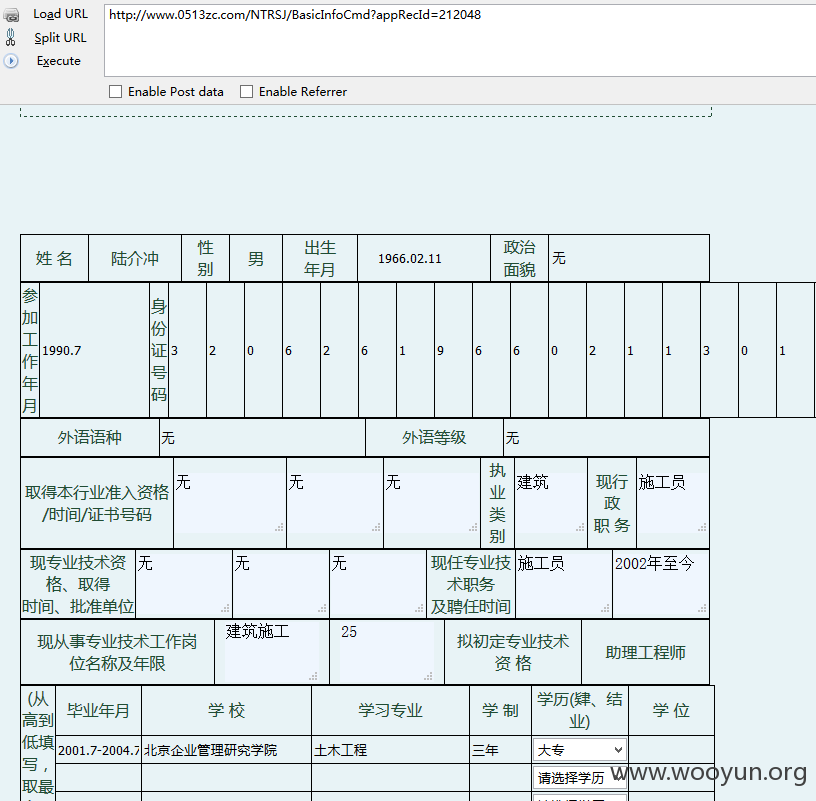 Load URL
http://www.0513zc.com/NTRSJ/BasicInfoCmd?appRecId=212048
Split URL
Execute
Enable Post data Enable Referrer
姓 名 陆介冲 性别 男 出生年月 1966.02.11 政治面貌 无
参加工作年月 1990.7 身份证号码 3 2 0 6 2 6 1 9 6 6 0 2 1 1 3 0 1
外语语种 无 外语等级 无
取得本行业准入资格
/时间/证书号码 无 无 无 执业类别 建筑 现行政职 务 施工员
现专业技术资
格、取得
时间、批准单位 无 无 无 现任专业技
术职务
及聘任时间 施工员 2002年至今
现从事专业技术工作岗
位名称及年限 建筑施工 25 拟初定专业技术
资 格 助理工程师
(从高到低填写，取最
毕业年月 学 校 学习专业 学 制 学历(肄、结
业) 学 位
2001.7-2004.7 北京企业管理研究学院 土木工程 三年 大专
请选择学历
www.wooyun.org